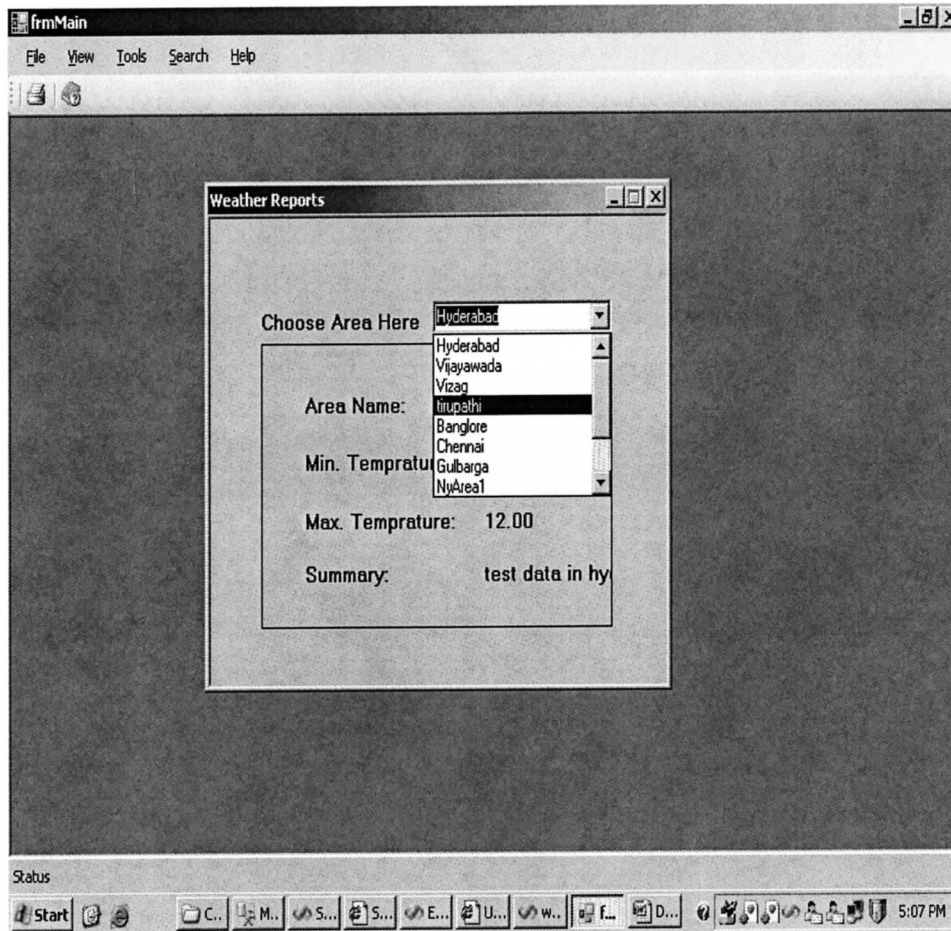 frmMain
File View Tools Search Help
Weather Reports
Choose Area Here Hyderabad
Hyderabad
Vijayawada
Vizag
tirupathi
Banglore
Chennai
Gulbarga
NyArea1
Area Name:
Min. Tempratu
Max. Temprature: 12.00
Summary: test data in hy
Status
Start C.. M.. S... S... E... U... w... f... D... 5:07 PM